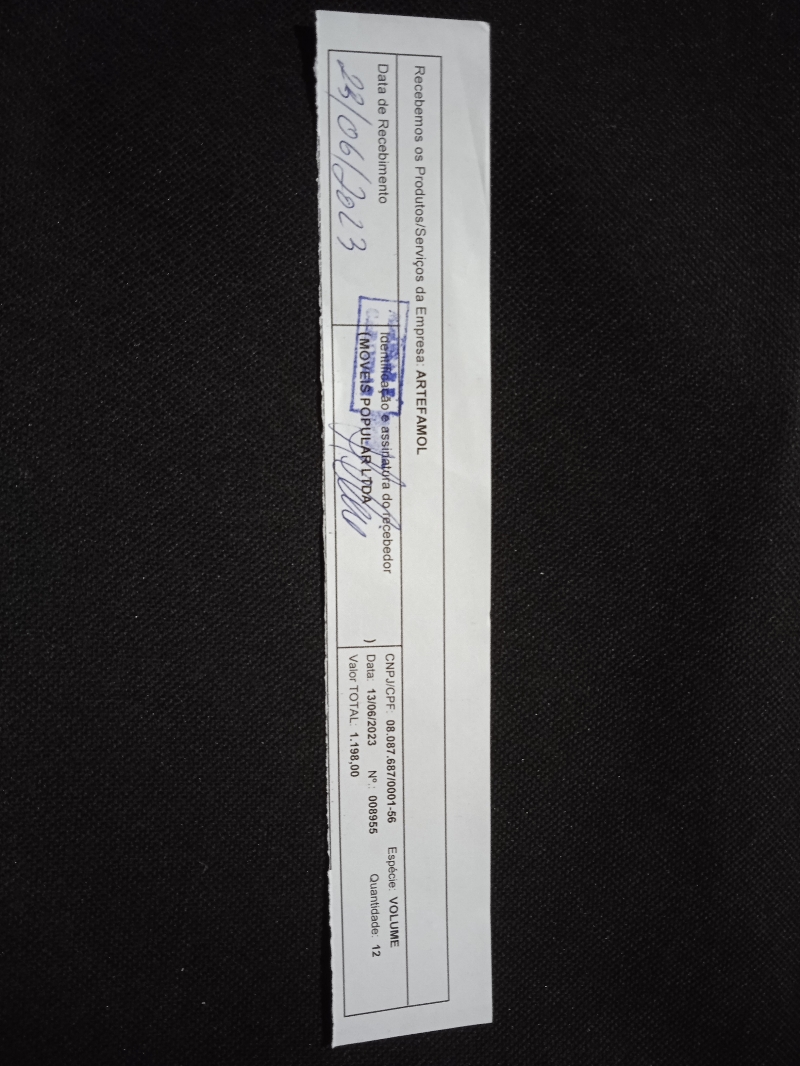 Recebemos os Produtos/Serviços da Empresa: ARTEFAMOL
Data de Recebimento
23/06/2023
Identificação e assinatura do recebedor
(MOVEIS POPULAR LTDA )
CNPJ/CPF: 08.087.687/0001-56 Espécie: VOLUME
Data: 13/06/2023 Nº.: 008955 Quantidade: 12
Valor TOTAL: 1.198,00